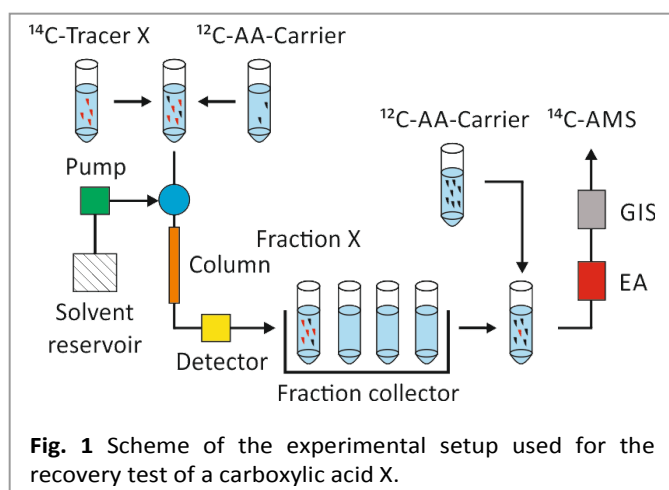 ¹⁴C-Tracer X
¹²C-AA-Carrier
¹²C-AA-Carrier
¹⁴C-AMS
Pump
GIS
Fraction X
Column
EA
Solvent
reservoir
Detector
Fraction collector
Fig. 1 Scheme of the experimental setup used for the
recovery test of a carboxylic acid X.